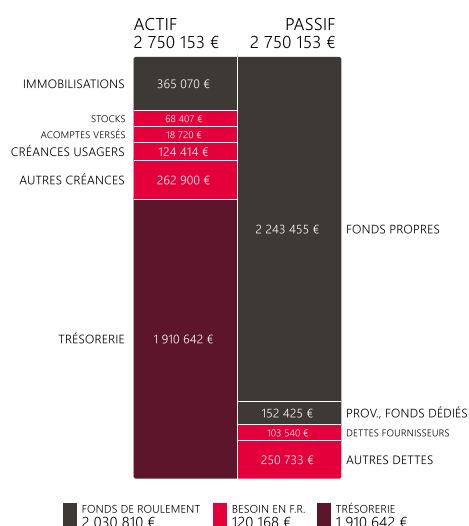 ACTIF PASSIF
2 750 153 € 2 750 153 €
IMMOBILISATIONS 365 070 €
STOCKS 68 407 €
ACOMPTES VERSÉS 18 720 €
CRÉANCES USAGERS 124 414 €
AUTRES CRÉANCES 262 900 €
2 243 455 € FONDS PROPRES
TRÉSORERIE 1 910 642 €
152 425 € PROV., FONDS DÉDIÉS
103 540 € DETTES FOURNISSEURS
250 733 € AUTRES DETTES
FONDS DE ROULEMENT BESOIN EN F.R. TRÉSORERIE
2 030 810 € 120 168 € 1 910 642 €